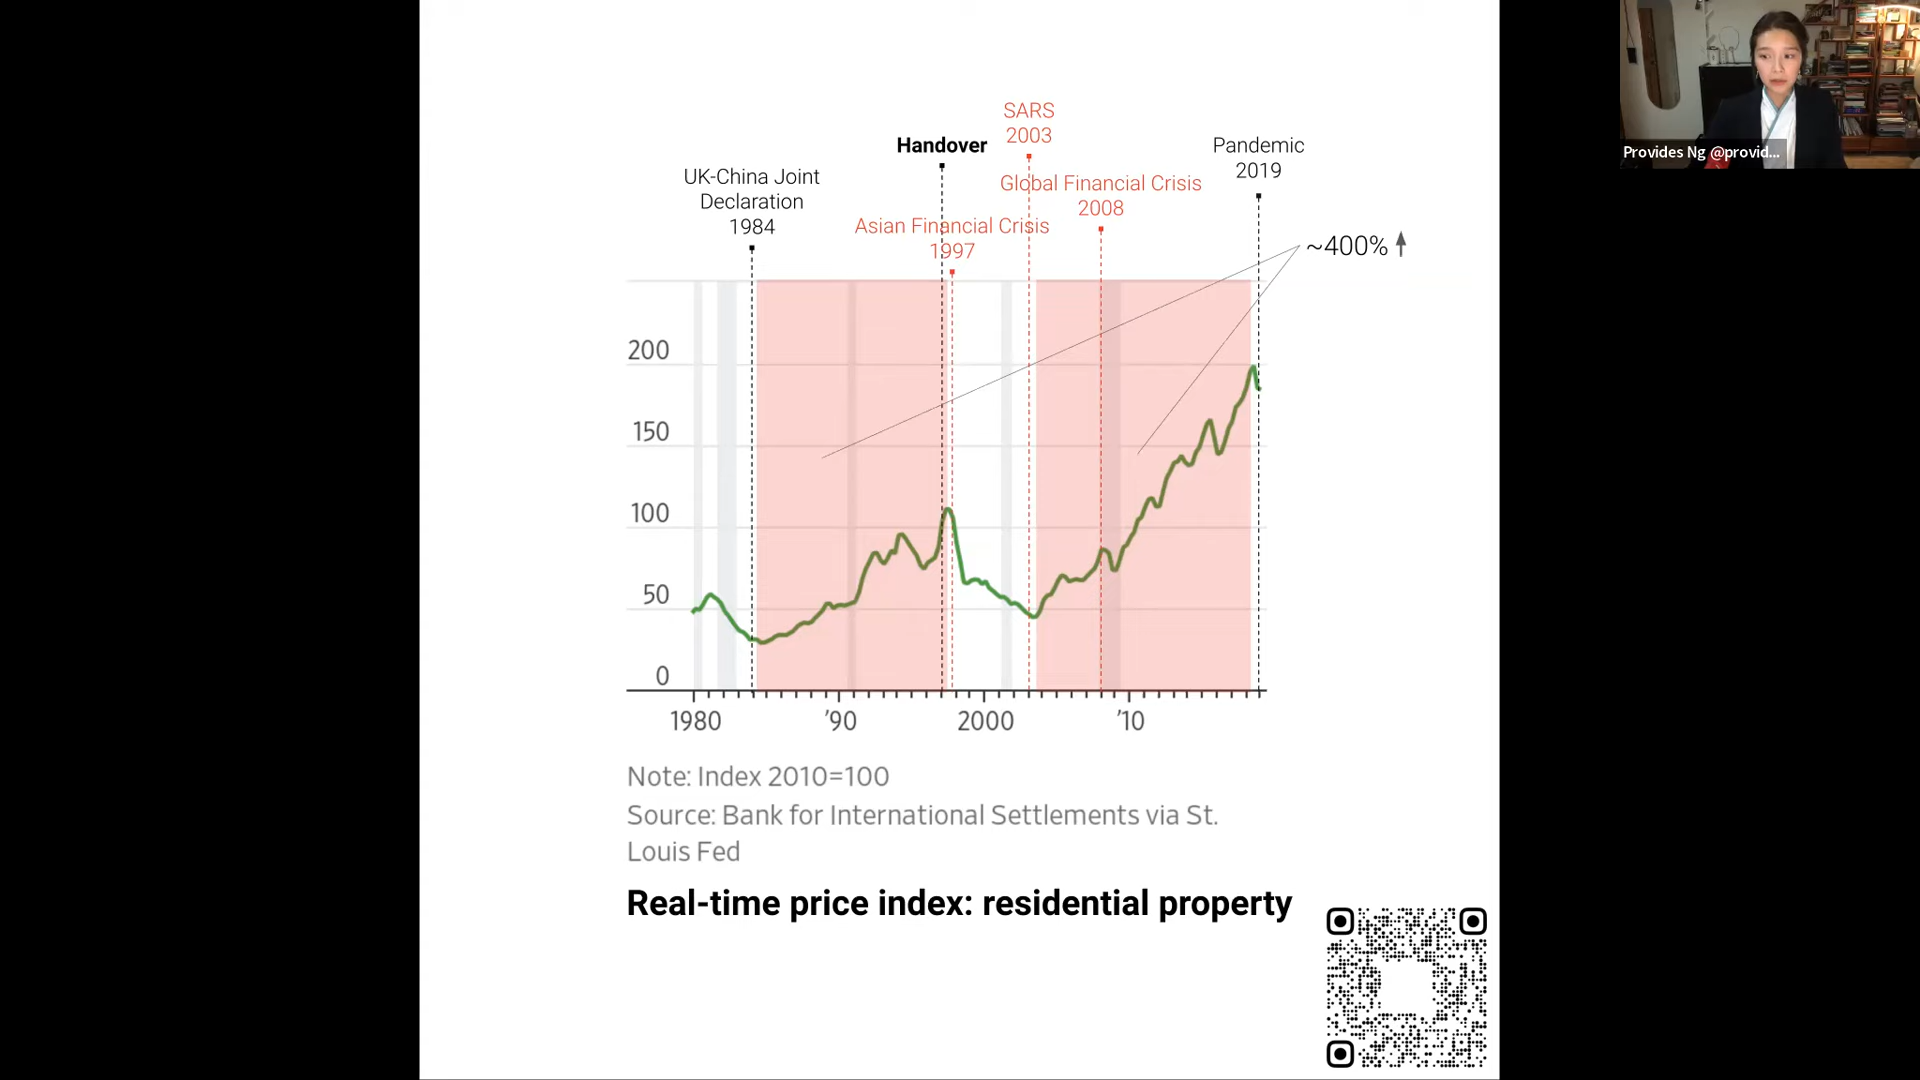 SARS
2003
Handover
Pandemic
2019
UK-China Joint
Declaration
1984
Global Financial Crisis
2008
Asian Financial Crisis
1997
~400%
200
150
100
50
0
1980
'90
2000
'10
Note: Index 2010=100
Source: Bank for International Settlements via St.
Louis Fed
Real-time price index: residential property
Provides Ng @provid...